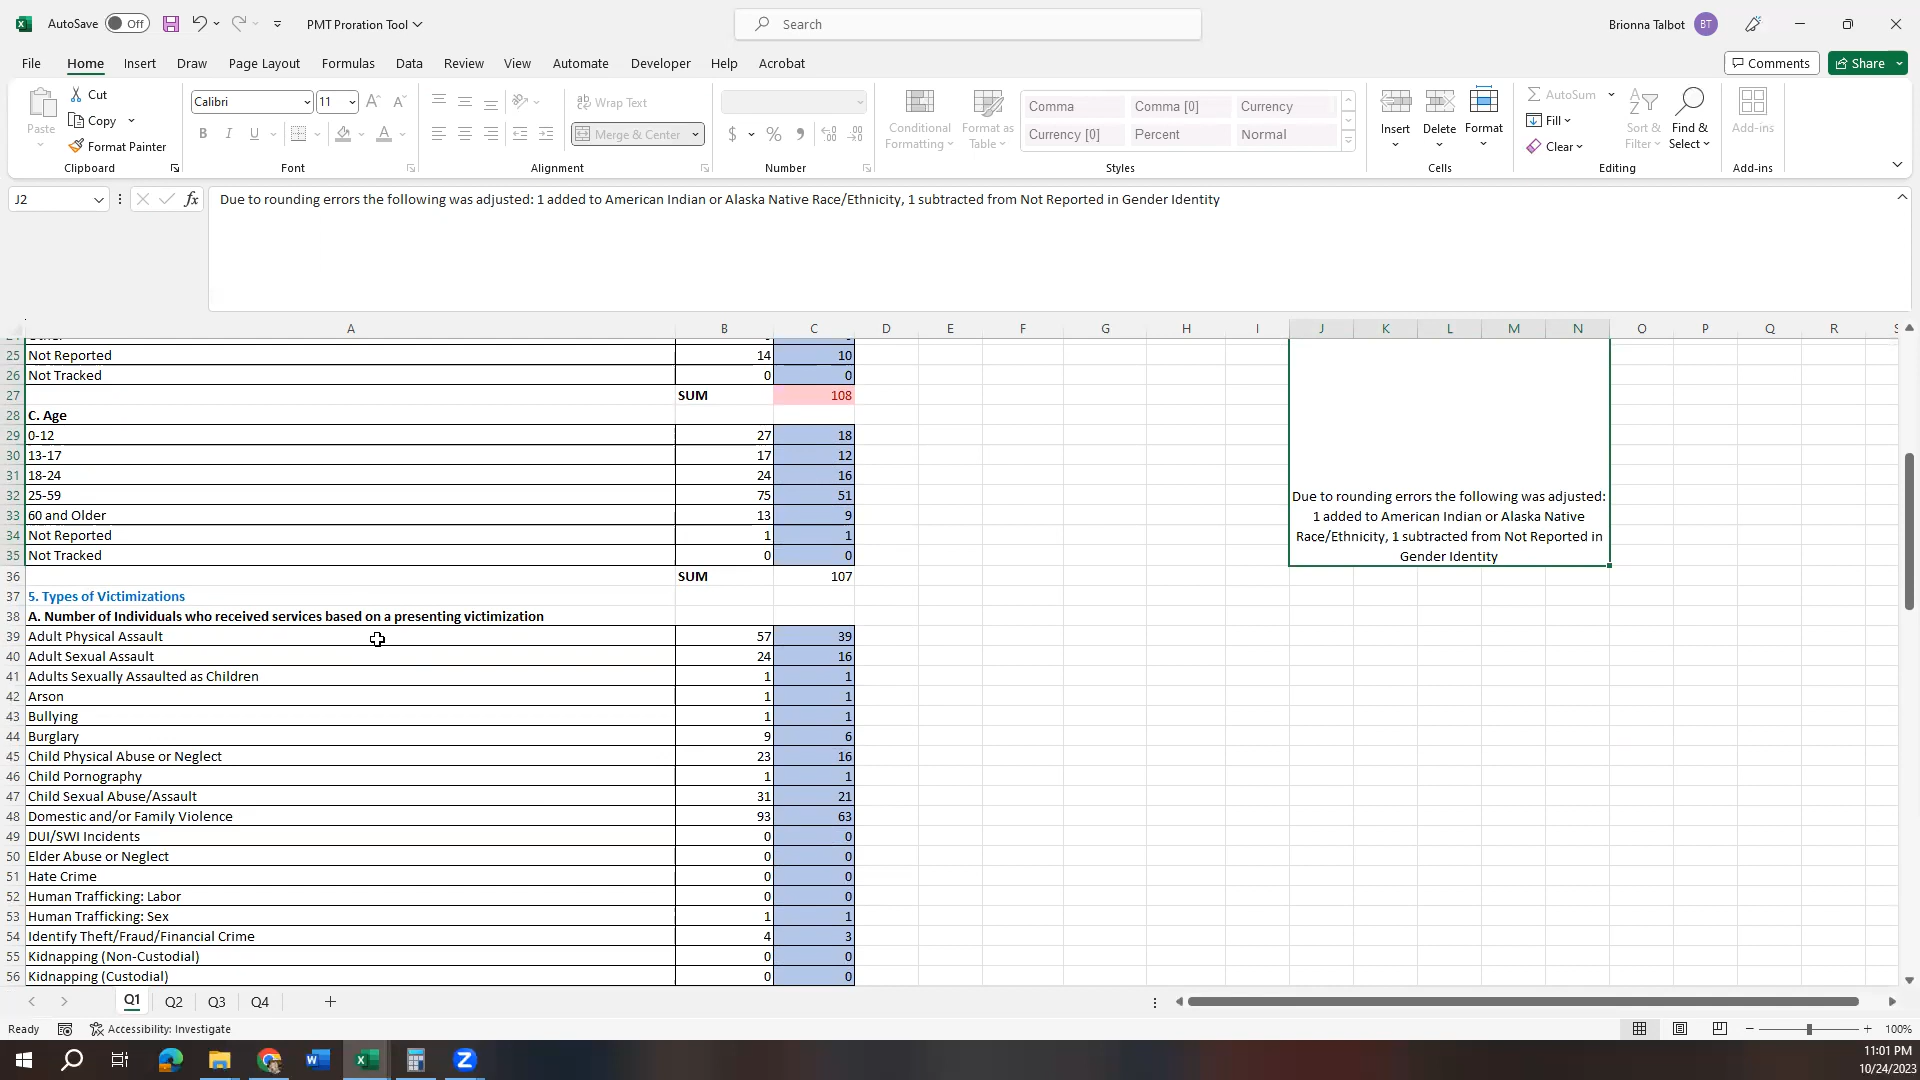 AutoSave Off PMT Proration Tool Search Brionna Talbot BT
File Home Insert Draw Page Layout Formulas Data Review View Automate Developer Help Acrobat Comments Share
Paste Cut Copy Format Painter Clipboard
Calibri 11 B I U Font
Wrap Text Merge & Center Alignment
$ % , Number
Conditional Formatting Format as Table
Comma Comma [0] Currency
Currency [0] Percent Normal
Styles
Insert Delete Format Cells
AutoSum Fill Clear Sort & Filter Find & Select Editing
Add-ins Add-ins
J2 fx Due to rounding errors the following was adjusted: 1 added to American Indian or Alaska Native Race/Ethnicity, 1 subtracted from Not Reported in Gender Identity
A B C D E F G H I J K L M N O P Q R
25 Not Reported 14 10
26 Not Tracked 0 0
27 SUM 108
28 C. Age
29 0-12 27 18
30 13-17 17 12
31 18-24 24 16
32 25-59 75 51
33 60 and Older 13 9
34 Not Reported 1 1
35 Not Tracked 0 0
36 SUM 107
37 5. Types of Victimizations
38 A. Number of Individuals who received services based on a presenting victimization
39 Adult Physical Assault 57 39
40 Adult Sexual Assault 24 16
41 Adults Sexually Assaulted as Children 1 1
42 Arson 1 1
43 Bullying 1 1
44 Burglary 9 6
45 Child Physical Abuse or Neglect 23 16
46 Child Pornography 1 1
47 Child Sexual Abuse/Assault 31 21
48 Domestic and/or Family Violence 93 63
49 DUI/SWI Incidents 0 0
50 Elder Abuse or Neglect 0 0
51 Hate Crime 0 0
52 Human Trafficking: Labor 0 0
53 Human Trafficking: Sex 1 1
54 Identify Theft/Fraud/Financial Crime 4 3
55 Kidnapping (Non-Custodial) 0 0
56 Kidnapping (Custodial) 0 0
Due to rounding errors the following was adjusted:
1 added to American Indian or Alaska Native
Race/Ethnicity, 1 subtracted from Not Reported in
Gender Identity
Q1 Q2 Q3 Q4
Ready Accessibility: Investigate 100%
11:01 PM
10/24/2023